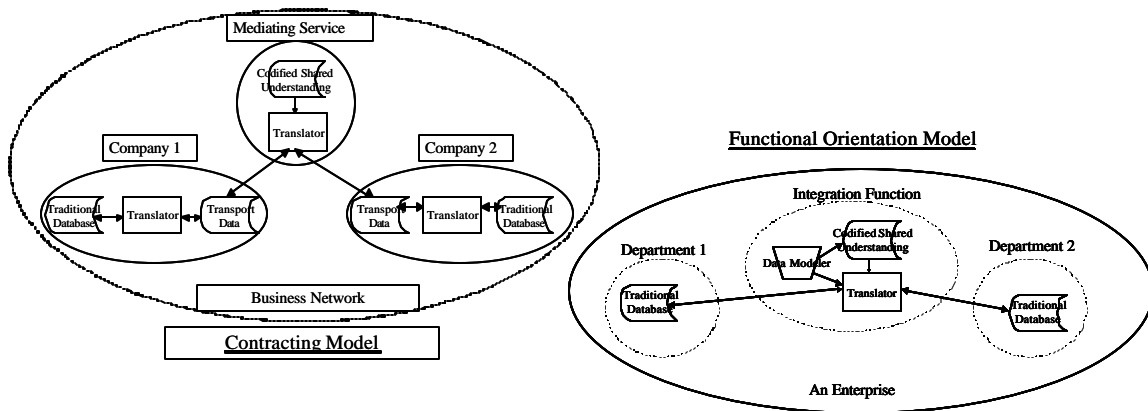 Mediating Service
Codified Shared
Understanding
Translator
Company 1
Company 2
Traditional
Database
Translator
Transport
Data
Transport
Data
Translator
Traditional
Database
Business Network
Contracting Model
Functional Orientation Model
Integration Function
Codified Shared
Understanding
Department 1
Data Modeler
Department 2
Traditional
Database
Translator
Traditional
Database
An Enterprise